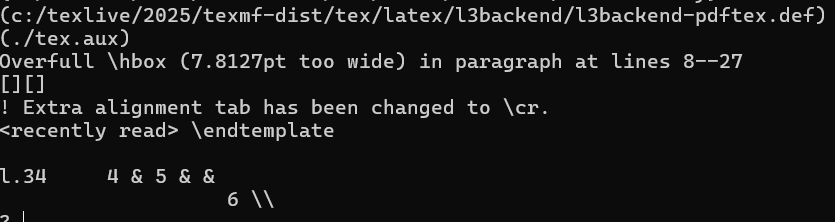 (c:/texlive/2025/texmf-dist/tex/latex/l3backend/l3backend-pdftex.def)
(./tex.aux)
Overfull \hbox (7.8127pt too wide) in paragraph at lines 8--27
[][]
! Extra alignment tab has been changed to \cr.
<recently read> \endtemplate
l.34     4 & 5 & &
6 \\
?